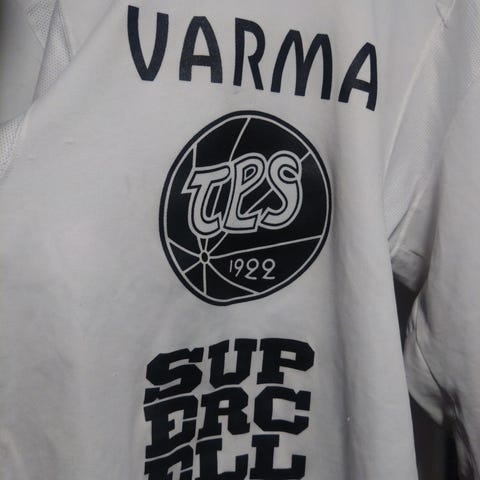 VARMA
TPS
1922
SUP
ERC
ELL